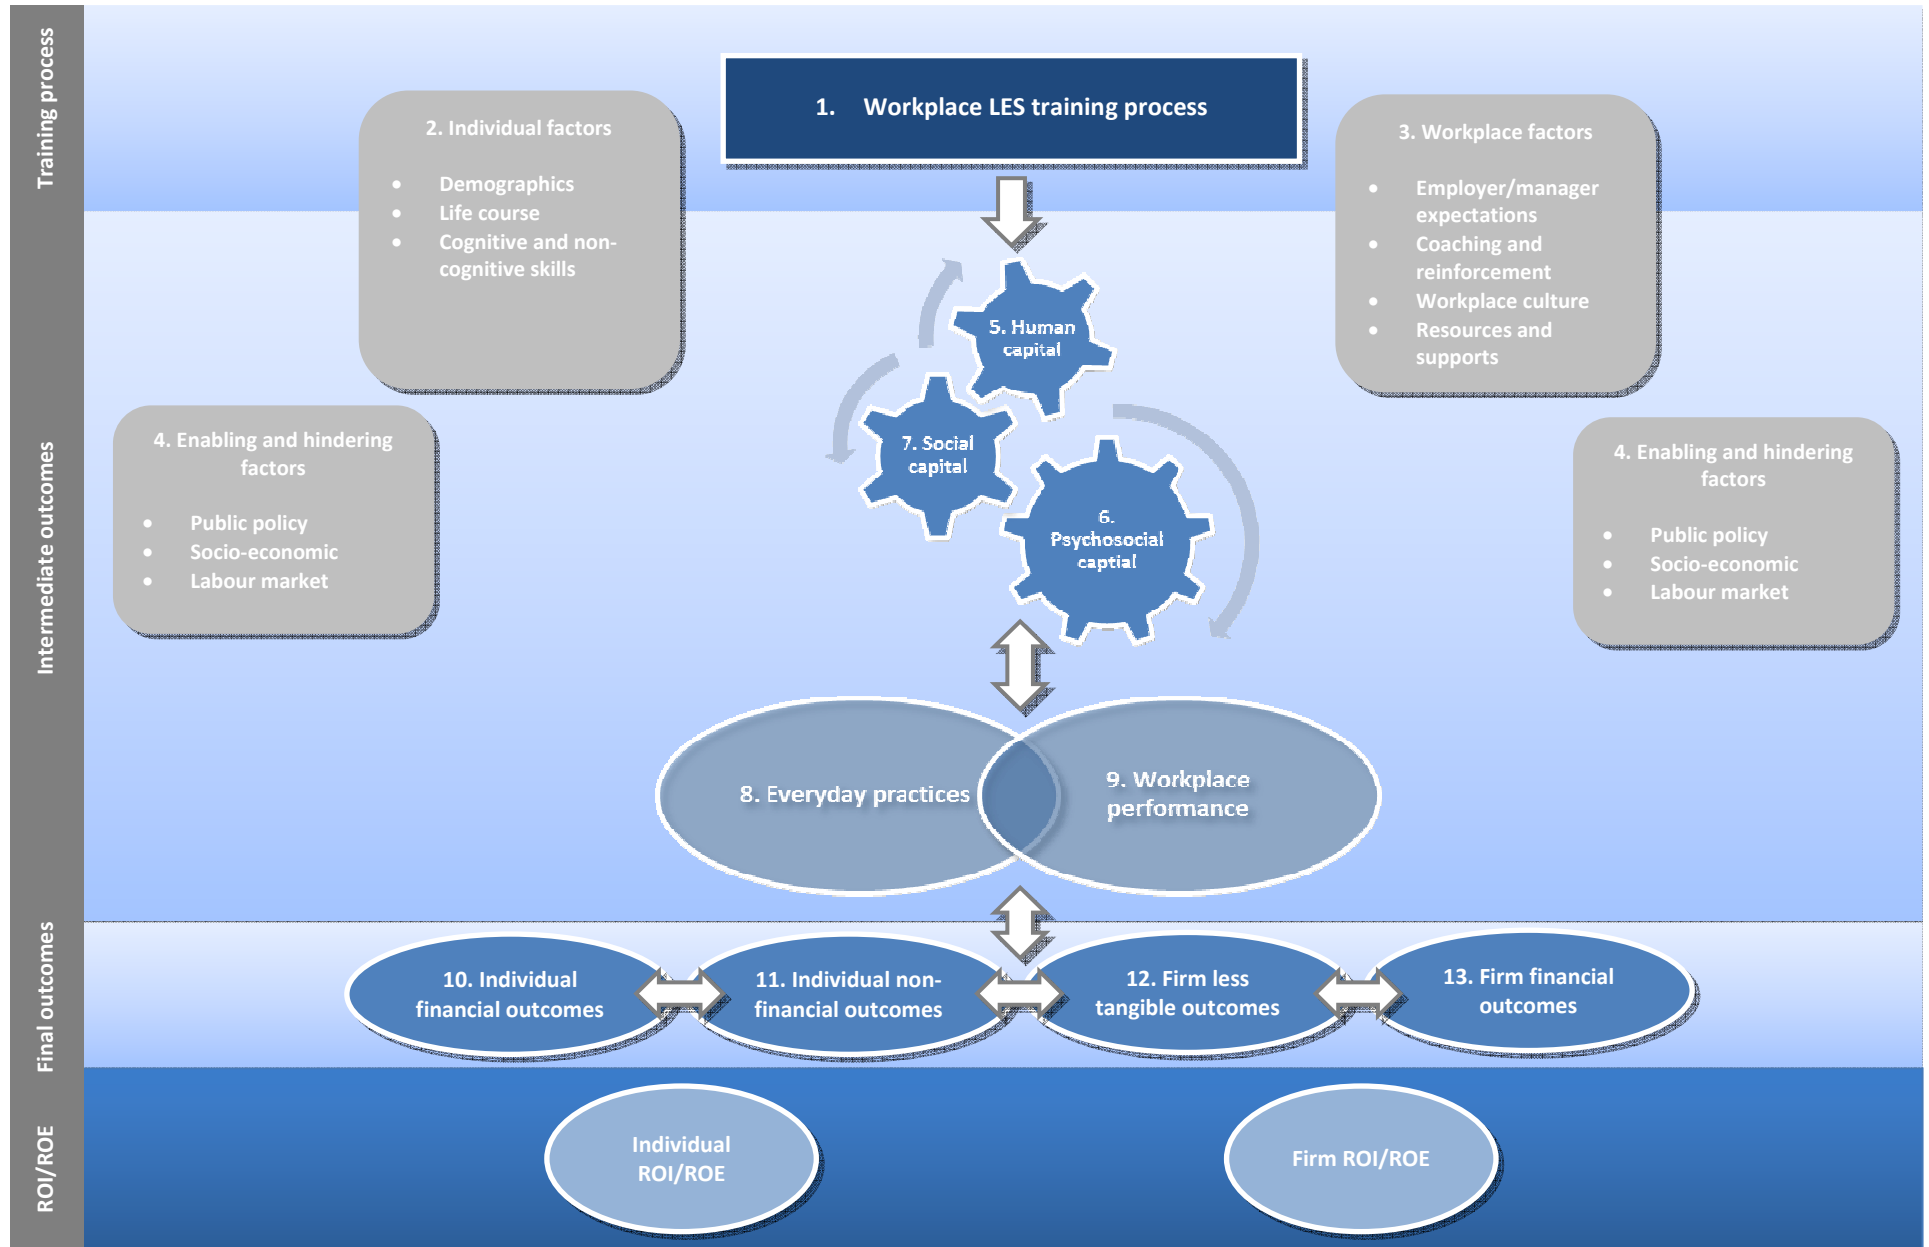 Training process
1. Workplace LES training process
2. Individual factors
• Demographics
• Life course
• Cognitive and non-
cognitive skills
3. Workplace factors
• Employer/manager
expectations
• Coaching and
reinforcement
• Workplace culture
• Resources and
supports
Intermediate outcomes
4. Enabling and hindering
factors
• Public policy
• Socio-economic
• Labour market
5. Human
capital
7. Social
capital
6.
Psychosocial
captial
4. Enabling and hindering
factors
• Public policy
• Socio-economic
• Labour market
8. Everyday practices
9. Workplace
performance
Final outcomes
10. Individual
financial outcomes
11. Individual non-
financial outcomes
12. Firm less
tangible outcomes
13. Firm financial
outcomes
ROI/ROE
Individual
ROI/ROE
Firm ROI/ROE